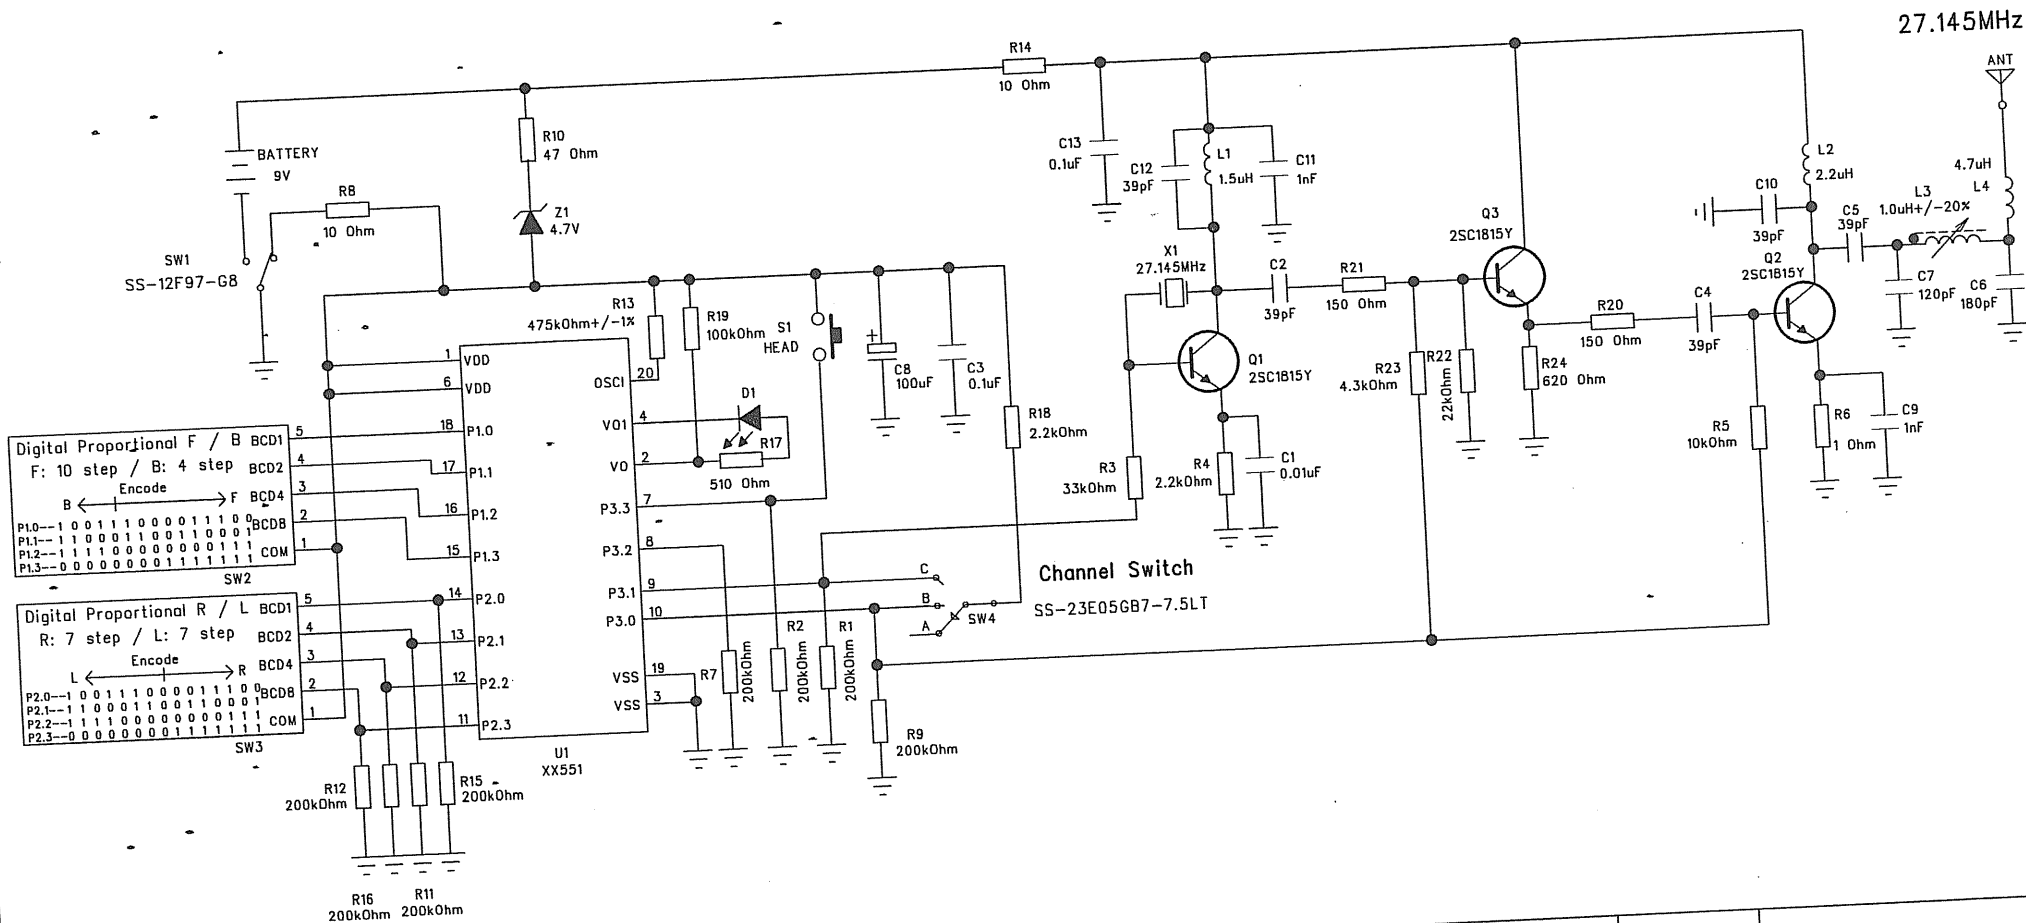 27.145MHz
ANT
R14
10 Ohm
BATTERY
9V
R10
47 Ohm
Z1
4.7V
R8
10 Ohm
SW1
SS-12F97-G8
C13
0.1uF
C12
39pF
L1
1.5uH
C11
1nF
X1
27.145MHz
C2
39pF
R21
150 Ohm
Q3
2SC1815Y
L2
2.2uH
C10
39pF
C5
39pF
L3
1.0uH+/-20%
4.7uH
L4
Q2
2SC1815Y
C7
120pF
C6
180pF
R20
150 Ohm
C4
39pF
R13
475kOhm+/-1%
R19
100kOhm
S1
HEAD
+
C8
100uF
C3
0.1uF
Q1
2SC1815Y
R23
4.3kOhm
R22
22kOhm
R24
620 Ohm
R5
10kOhm
R6
1 Ohm
C9
1nF
R18
2.2kOhm
R3
33kOhm
R4
2.2kOhm
C1
0.01uF
D1
R17
510 Ohm
1 VDD
6 VDD
18 P1.0
17 P1.1
16 P1.2
15 P1.3
14 P2.0
13 P2.1
12 P2.2
11 P2.3
OSCI 20
VO1 4
VO 2
P3.3 7
P3.2 8
P3.1 9
P3.0 10
VSS 19
VSS 3
U1
XX551
Digital Proportional F / B BCD1 5
F: 10 step / B: 4 step BCD2 4
Encode
B F BCD4 3
P1.0--1 0 0 1 1 1 0 0 0 0 1 1 1 0 0 BCD8 2
P1.1--1 1 0 0 0 1 1 0 0 1 1 0 0 0 1
P1.2--1 1 1 1 0 0 0 0 0 0 0 0 1 1 1 COM 1
P1.3--0 0 0 0 0 0 0 0 1 1 1 1 1 1 1
SW2
Digital Proportional R / L BCD1 5
R: 7 step / L: 7 step BCD2 4
Encode
L R BCD4 3
P2.0--1 0 0 1 1 1 0 0 0 0 1 1 1 0 0 BCD8 2
P2.1--1 1 0 0 0 1 1 0 0 1 1 0 0 0 1
P2.2--1 1 1 1 0 0 0 0 0 0 0 0 1 1 1 COM 1
P2.3--0 0 0 0 0 0 0 0 1 1 1 1 1 1 1
SW3
Channel Switch
SS-23E05GB7-7.5LT
C
B
A
SW4
R7
200kOhm
R2
200kOhm
R1
200kOhm
R9
200kOhm
R12
200kOhm
R15
200kOhm
R16
200kOhm
R11
200kOhm